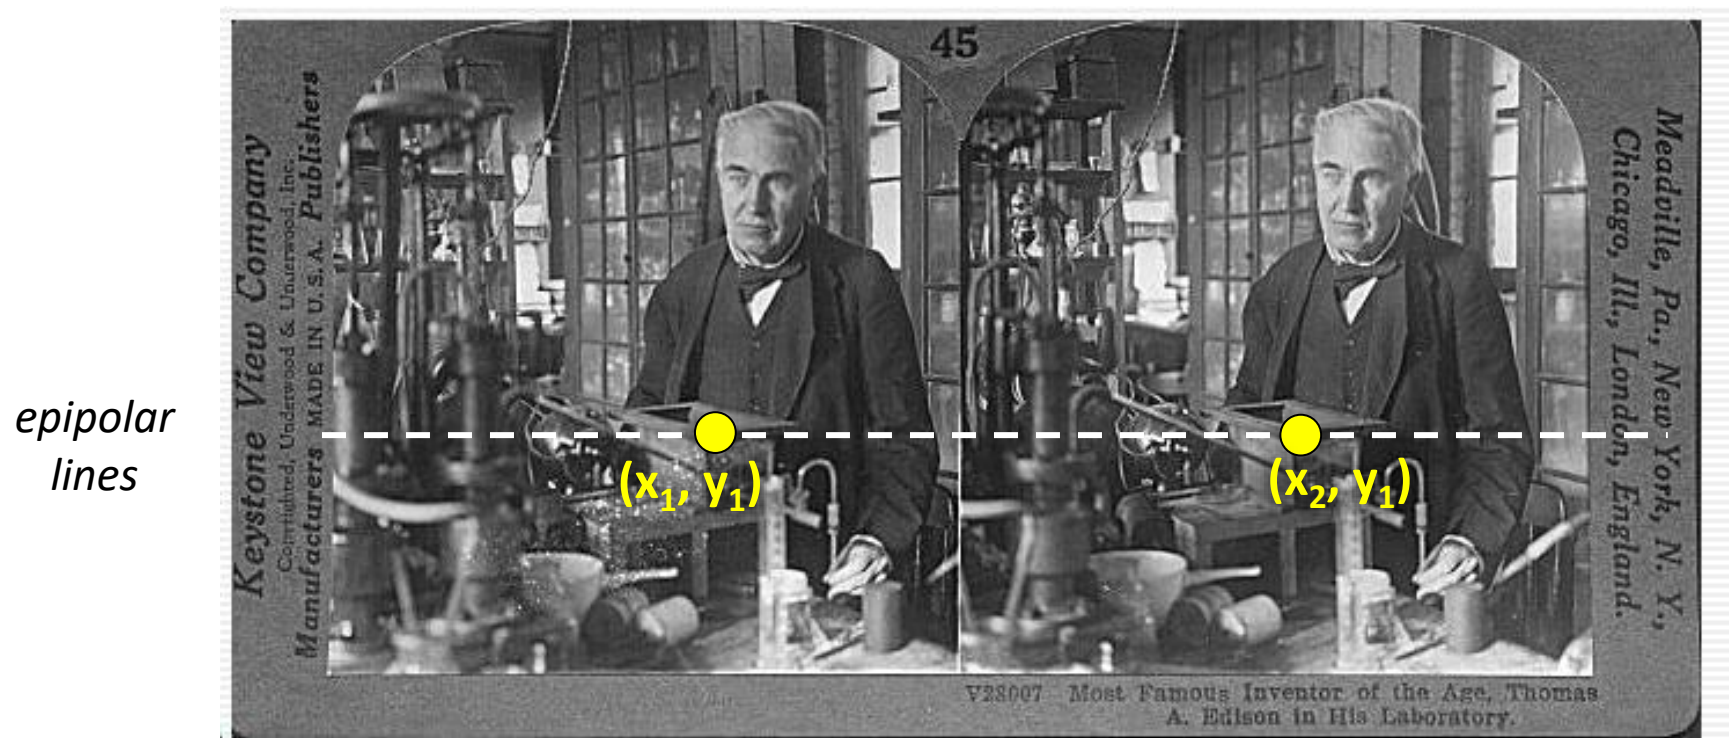 epipolar
lines
Keystone View Company
Copyrighted, Underwood & Underwood, Inc.
Manufacturers MADE IN U.S.A. Publishers
45
(x₁, y₁)
(x₂, y₁)
Meadville, Pa., New York, N. Y.,
Chicago, Ill., London, England.
V28007 Most Famous Inventor of the Age, Thomas
A. Edison in His Laboratory.